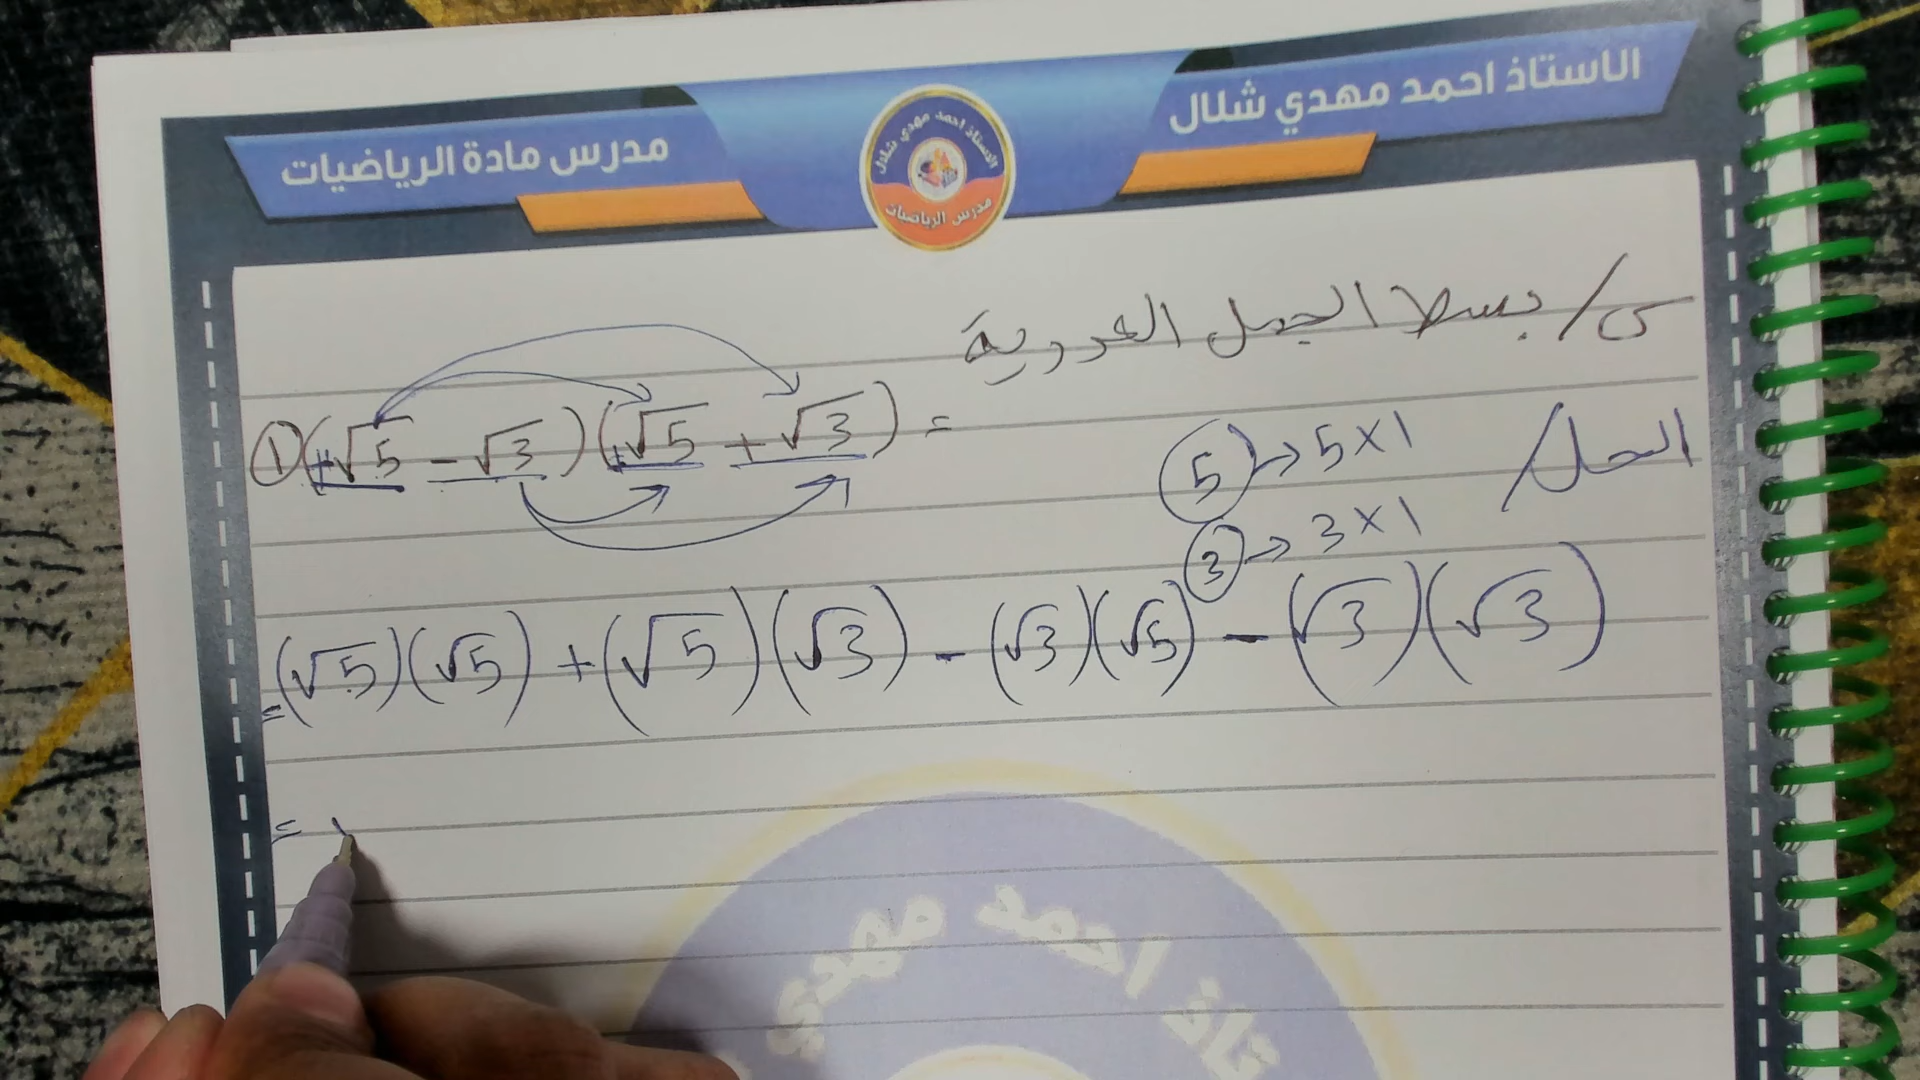 الاستاذ احمد مهدي شلال
مدرس مادة الرياضيات
الاستاذ احمد مهدي شلال
مدرس الرياضيات
س/ بسط الجمل العددية
① (+√5 − √3)(+√5 + √3) =
الحل/
5 → 5×1
3 → 3×1
= (√5)(√5) + (√5)(√3) − (√3)(√5) − (√3)(√3)
=
تاذ احمد مهدي